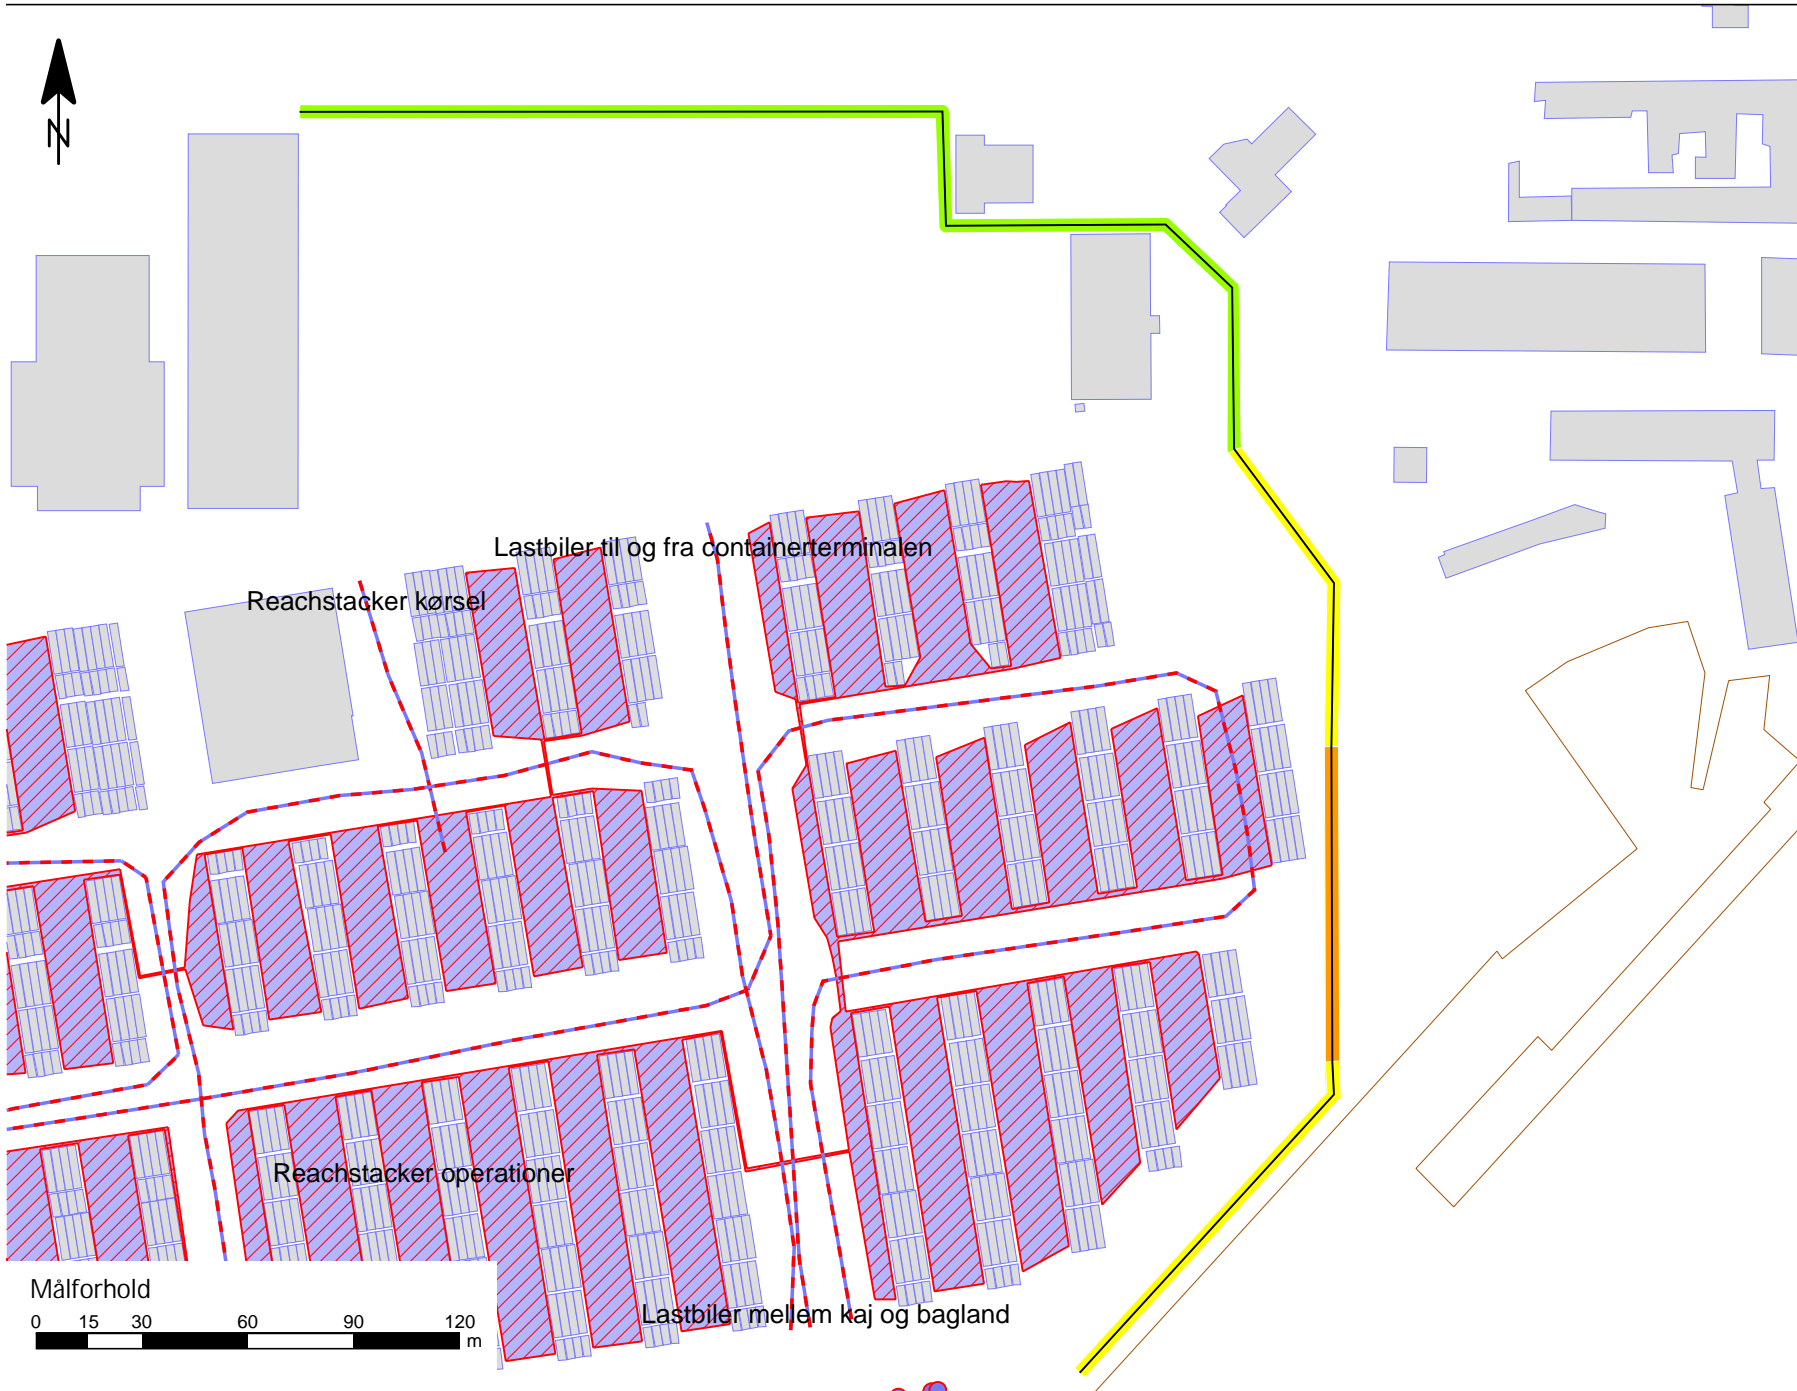 N
Lastbiler til og fra containerterminalen
Reachstacker kørsel
Reachstacker operationer
Målforhold
0 15 30 60 90 120
m
Lastbiler mellem kaj og bagland